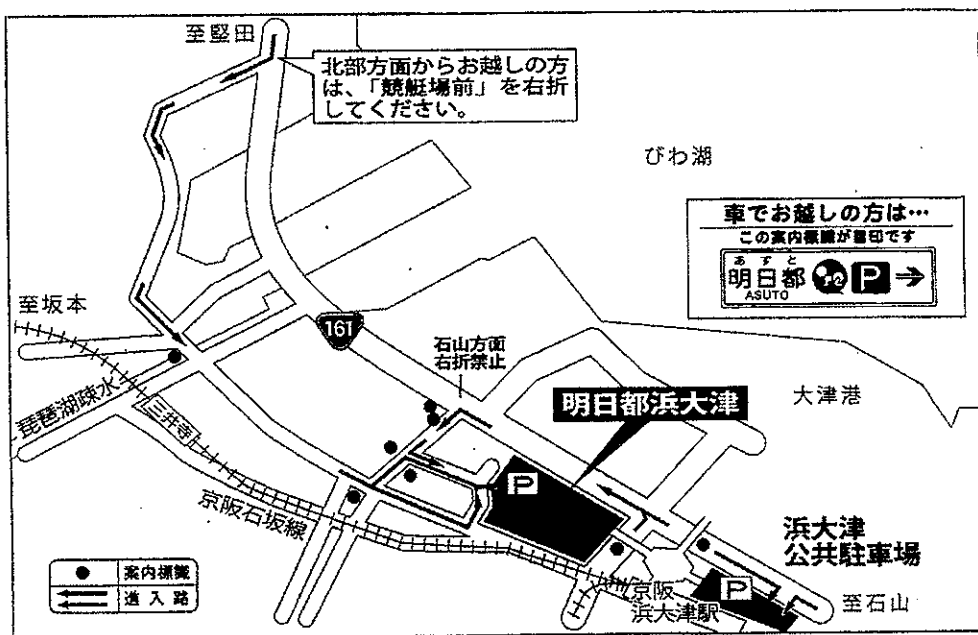 至堅田
北部方面からお越しの方
は、「競艇場前」を右折
してください。
びわ湖
車でお越しの方は…
この案内標識が目印です
あすと
明日都 P
ASUTO
至坂本
161
石山方面
右折禁止
明日都浜大津
大津港
琵琶湖疎水
三井寺
京阪石坂線
P
浜大津
公共駐車場
P
京阪
浜大津駅
至石山
案内標識
進入路